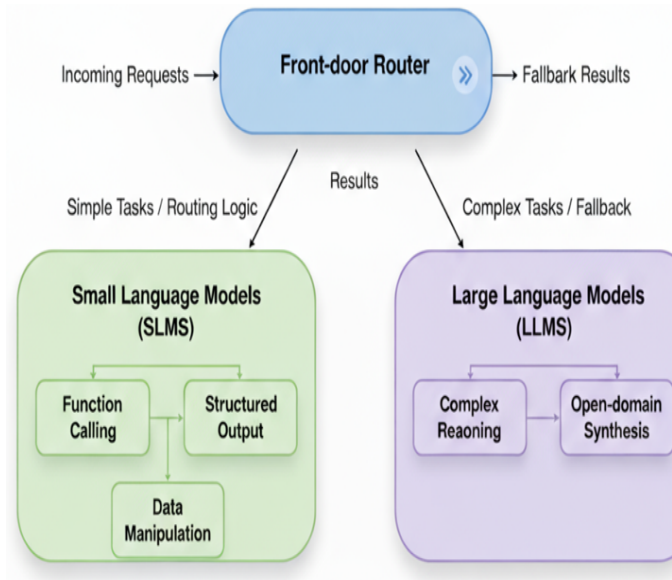 Front-door Router
Incoming Requests
Fallbark Results
Results
Simple Tasks / Routing Logic
Complex Tasks / Fallback
Small Language Models
(SLMS)
Function
Calling
Structured
Output
Data
Manipulation
Large Language Models
(LLMS)
Complex
Reaoning
Open-domain
Synthesis